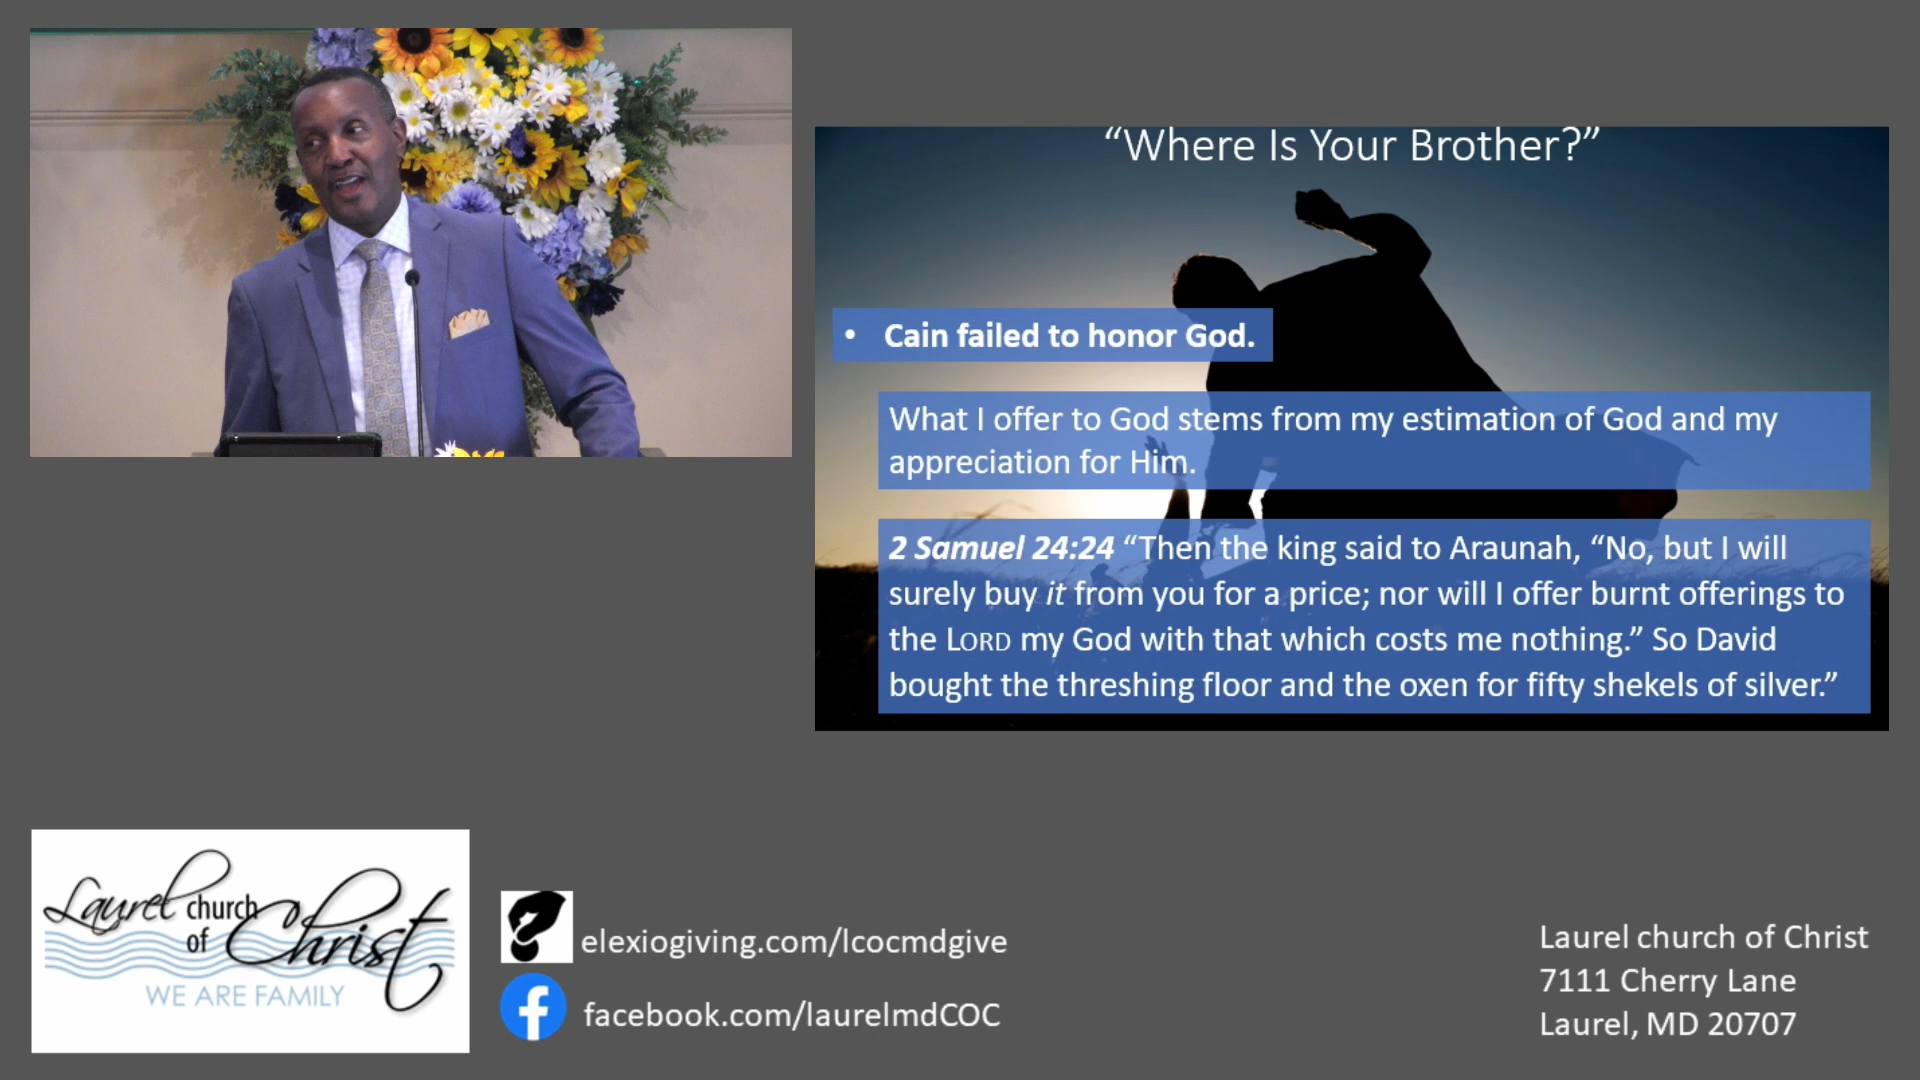 “Where Is Your Brother?”
• Cain failed to honor God.
What I offer to God stems from my estimation of God and my
appreciation for Him.
2 Samuel 24:24 “Then the king said to Araunah, “No, but I will
surely buy it from you for a price; nor will I offer burnt offerings to
the LORD my God with that which costs me nothing.” So David
bought the threshing floor and the oxen for fifty shekels of silver.”
Laurel church
of Christ
WE ARE FAMILY
elexiogiving.com/lcocmdgive
facebook.com/laurelmdCOC
Laurel church of Christ
7111 Cherry Lane
Laurel, MD 20707